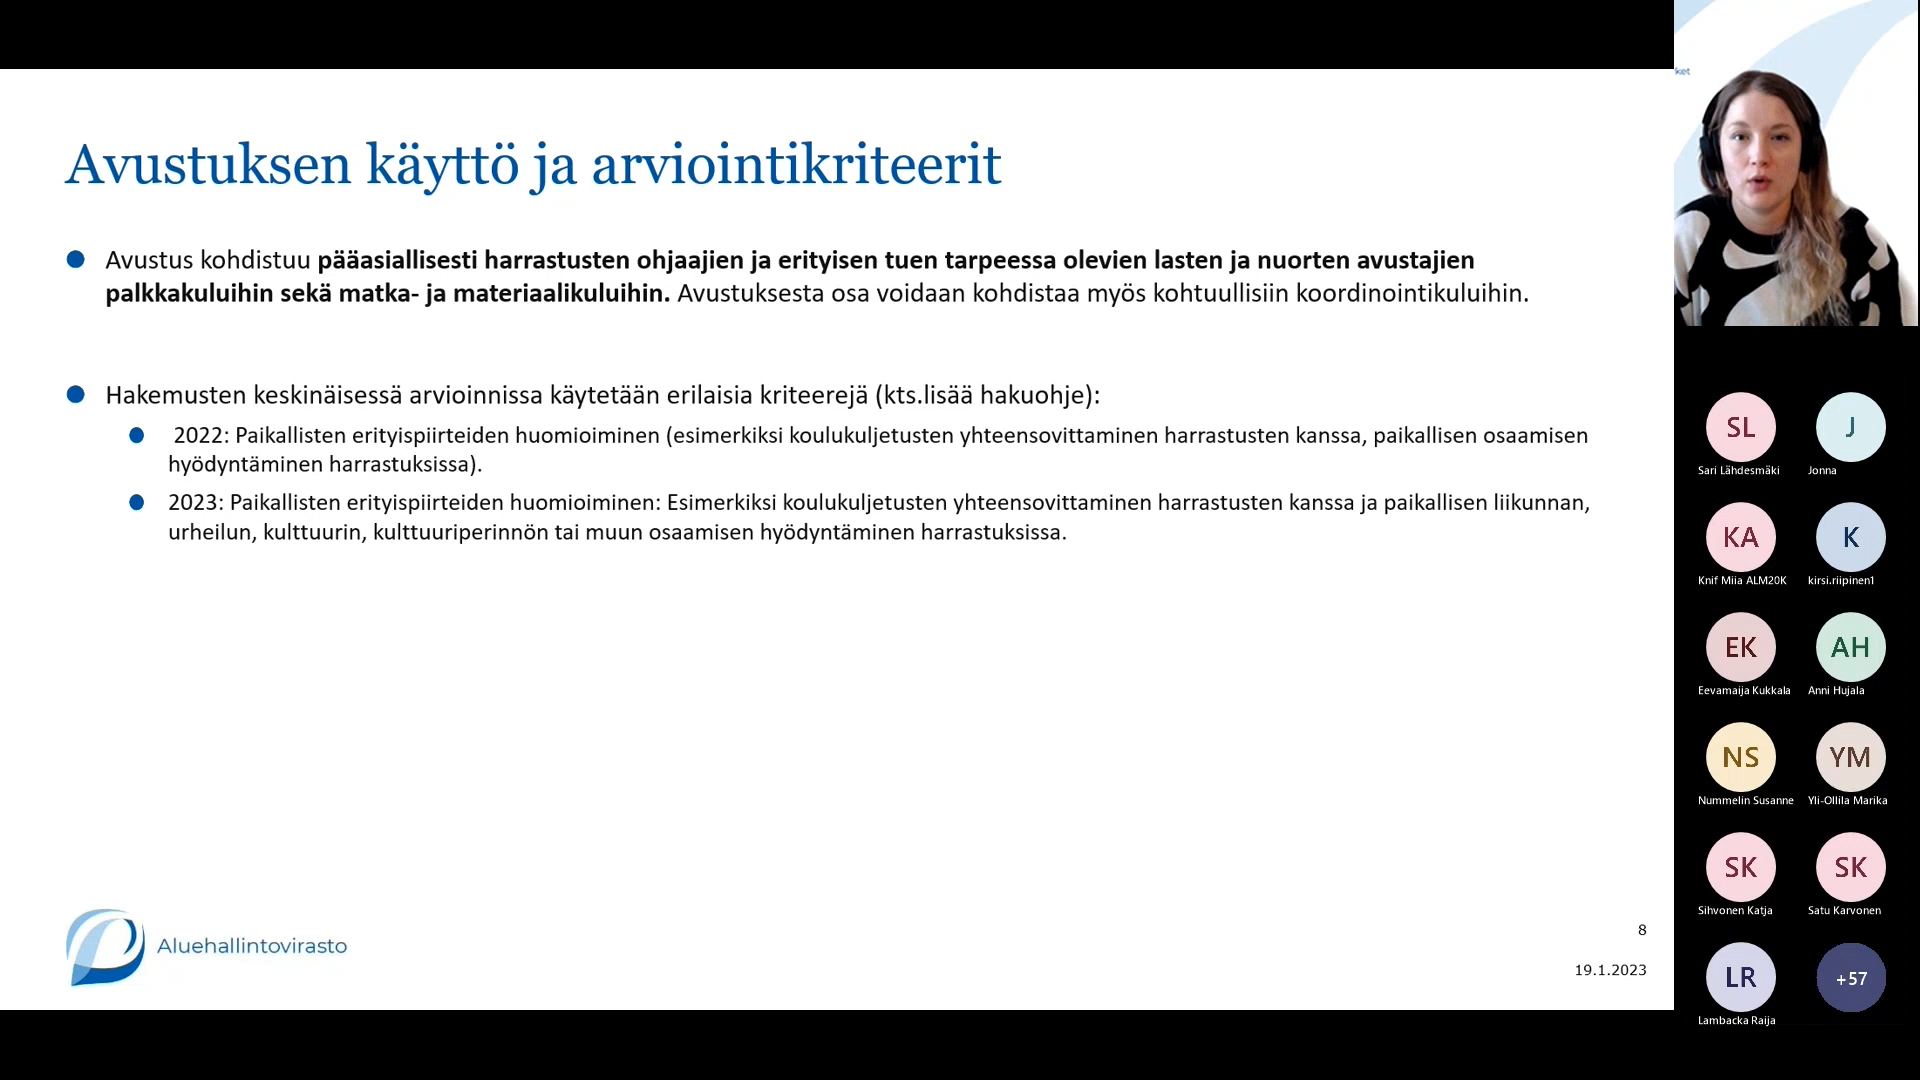 Avustuksen käyttö ja arviointikriteerit
Avustus kohdistuu pääasiallisesti harrastusten ohjaajien ja erityisen tuen tarpeessa olevien lasten ja nuorten avustajien
palkkakuluihin sekä matka- ja materiaalikuluihin. Avustuksesta osa voidaan kohdistaa myös kohtuullisiin koordinointikuluihin.
Hakemusten keskinäisessä arvioinnissa käytetään erilaisia kriteerejä (kts.lisää hakuohje):
2022: Paikallisten erityispiirteiden huomioiminen (esimerkiksi koulukuljetusten yhteensovittaminen harrastusten kanssa, paikallisen osaamisen
hyödyntäminen harrastuksissa).
2023: Paikallisten erityispiirteiden huomioiminen: Esimerkiksi koulukuljetusten yhteensovittaminen harrastusten kanssa ja paikallisen liikunnan,
urheilun, kulttuurin, kulttuuriperinnön tai muun osaamisen hyödyntäminen harrastuksissa.
Aluehallintovirasto
8
19.1.2023
ket
SL J
Sari Lähdesmäki Jonna
KA K
Knif Miia ALM20K kirsi.riipinen1
EK AH
Eevamaija Kukkala Anni Hujala
NS YM
Nummelin Susanne Yli-Ollila Marika
SK SK
Sihvonen Katja Satu Karvonen
LR +57
Lambacka Raija